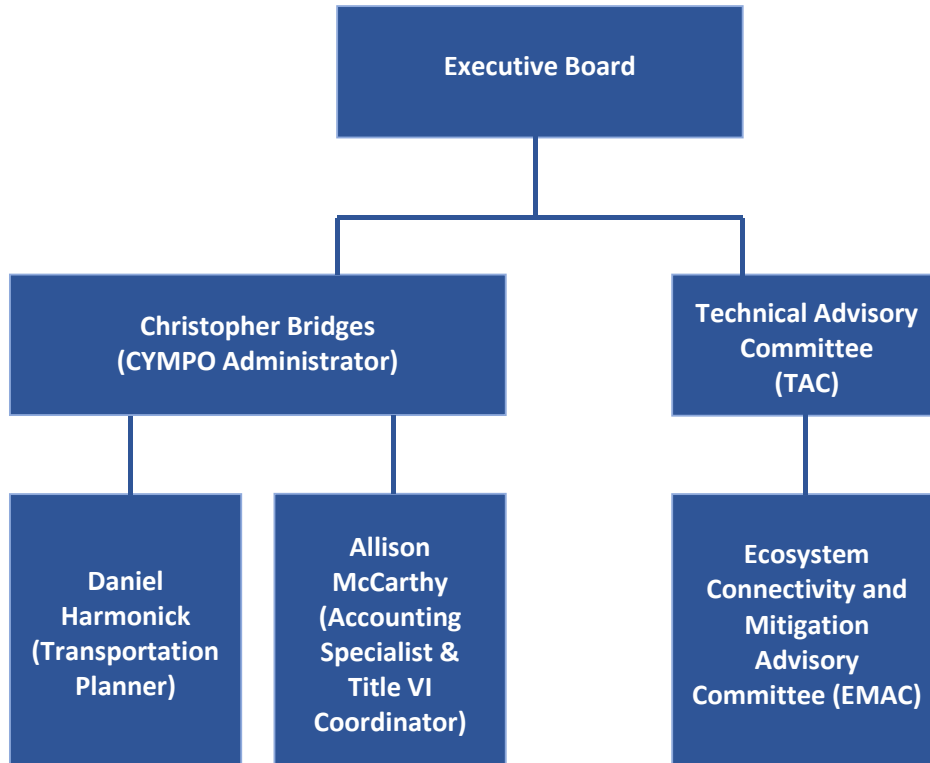 Executive Board
Christopher Bridges
(CYMPO Administrator)
Technical Advisory
Committee
(TAC)
Daniel
Harmonick
(Transportation
Planner)
Allison
McCarthy
(Accounting
Specialist &
Title VI
Coordinator)
Ecosystem
Connectivity and
Mitigation
Advisory
Committee (EMAC)